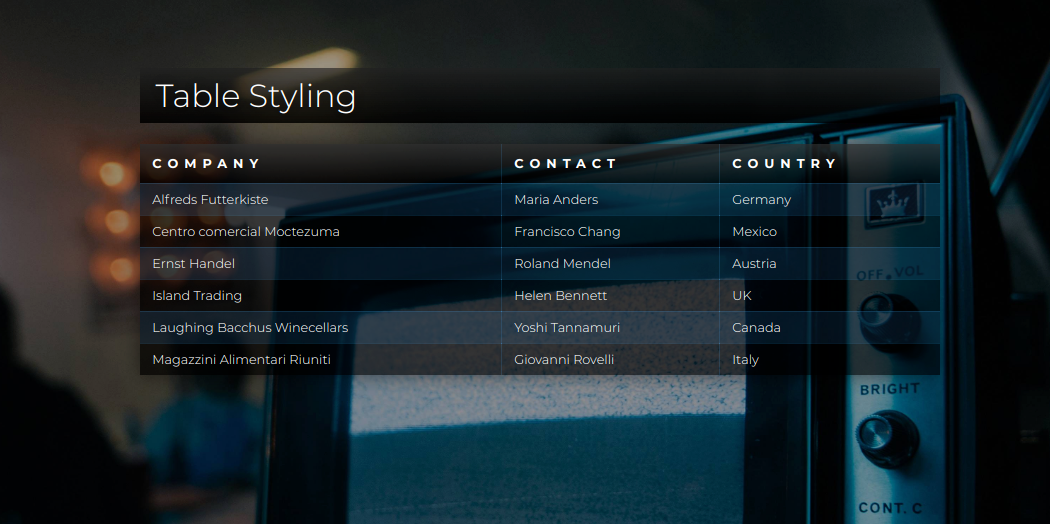 Table Styling
COMPANY CONTACT COUNTRY
Alfreds Futterkiste Maria Anders Germany
Centro comercial Moctezuma Francisco Chang Mexico
Ernst Handel Roland Mendel Austria
Island Trading Helen Bennett UK
Laughing Bacchus Winecellars Yoshi Tannamuri Canada
Magazzini Alimentari Riuniti Giovanni Rovelli Italy
OFF VOL
BRIGHT
CONT. C